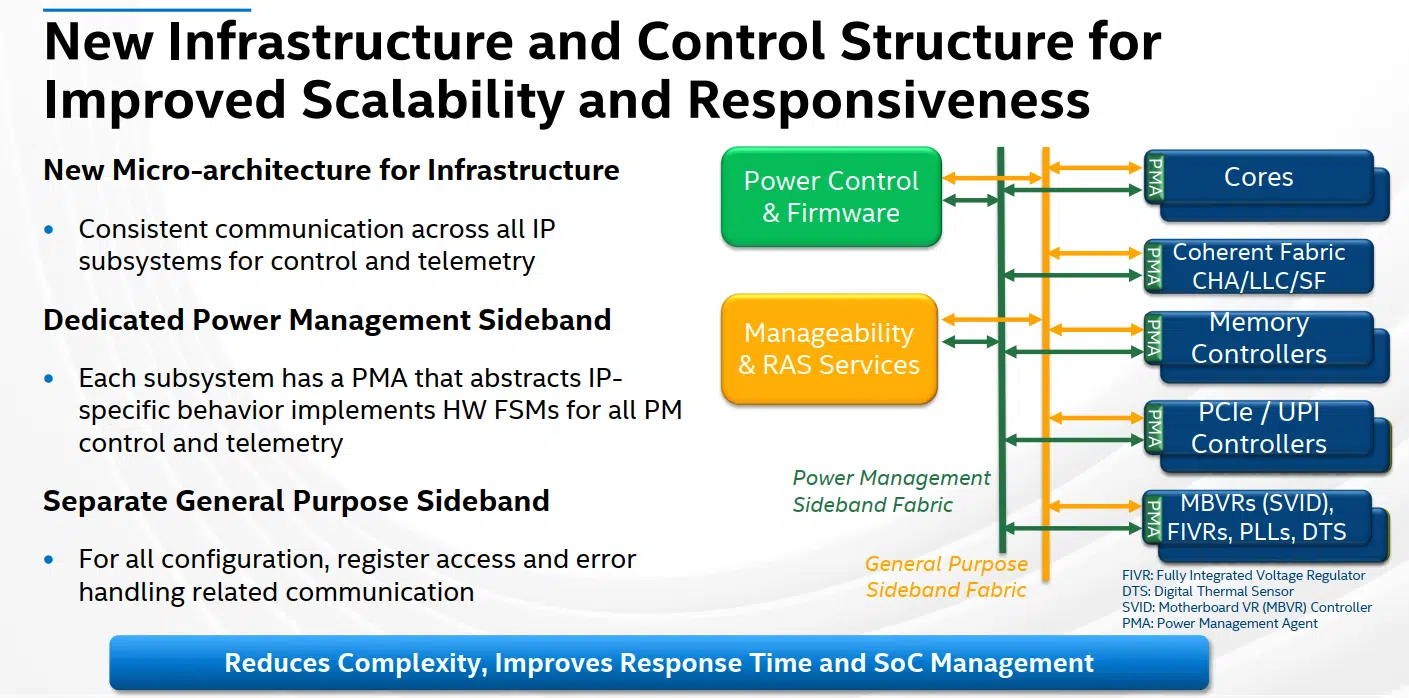 New Infrastructure and Control Structure for
Improved Scalability and Responsiveness
New Micro-architecture for Infrastructure
• Consistent communication across all IP
subsystems for control and telemetry
Dedicated Power Management Sideband
• Each subsystem has a PMA that abstracts IP-
specific behavior implements HW FSMs for all PM
control and telemetry
Separate General Purpose Sideband
• For all configuration, register access and error
handling related communication
Power Control
& Firmware
Manageability
& RAS Services
Power Management
Sideband Fabric
General Purpose
Sideband Fabric
PMA
Cores
PMA
Coherent Fabric
CHA/LLC/SF
PMA
Memory
Controllers
PMA
PCIe / UPI
Controllers
PMA
MBVRs (SVID),
FIVRs, PLLs, DTS
FIVR: Fully Integrated Voltage Regulator
DTS: Digital Thermal Sensor
SVID: Motherboard VR (MBVR) Controller
PMA: Power Management Agent
Reduces Complexity, Improves Response Time and SoC Management